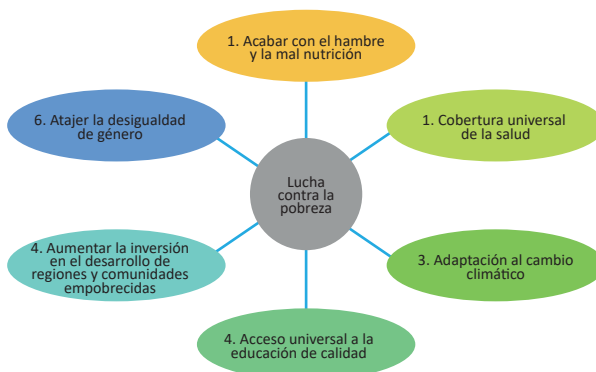 1. Acabar con el hambre
y la mal nutrición
1. Cobertura universal
de la salud
3. Adaptación al cambio
climático
4. Acceso universal a la
educación de calidad
4. Aumentar la inversión
en el desarrollo de
regiones y comunidades
empobrecidas
6. Atajer la desigualdad
de género
Lucha
contra la
pobreza